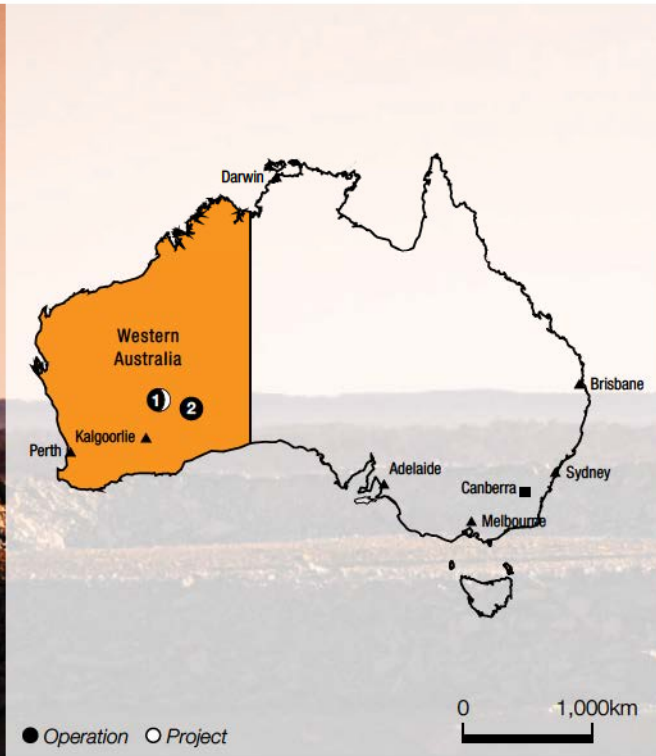 Darwin
Western
Australia
1
2
Brisbane
Kalgoorlie
Perth
Adelaide
Sydney
Canberra
Melbourne
0 1,000km
Operation Project